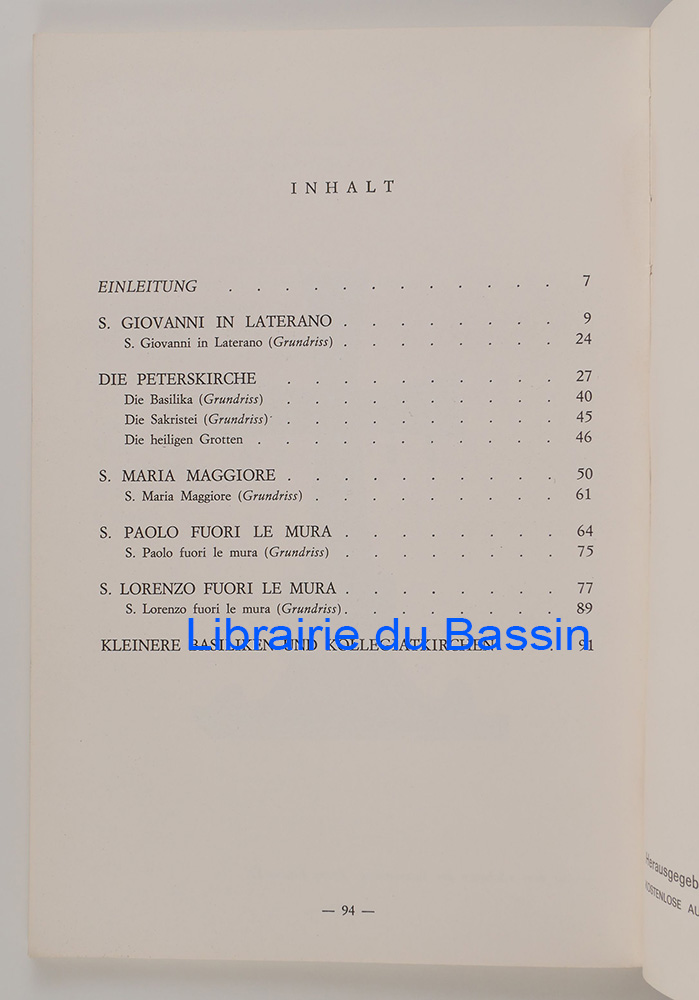 INHALT
EINLEITUNG . . . . . . . . . . . . 7
S. GIOVANNI IN LATERANO . . . . . . . . 9
S. Giovanni in Laterano (Grundriss) . . . . . . . . 24
DIE PETERSKIRCHE . . . . . . . . . . 27
Die Basilika (Grundriss) . . . . . . . . . . 40
Die Sakristei (Grundriss) . . . . . . . . . . 45
Die heiligen Grotten . . . . . . . . . . . 46
S. MARIA MAGGIORE . . . . . . . . . . 50
S. Maria Maggiore (Grundriss) . . . . . . . . . 61
S. PAOLO FUORI LE MURA . . . . . . . . 64
S. Paolo fuori le mura (Grundriss) . . . . . . . . 75
S. LORENZO FUORI LE MURA . . . . . . . . 77
S. Lorenzo fuori le mura (Grundriss) . . . . . . . . 89
Librairie du Bassin
KLEINERE BASILIKEN UND KOLLEGIATKIRCHEN . . 91
— 94 —
Herausgegeb
KOSTENLOSE AU